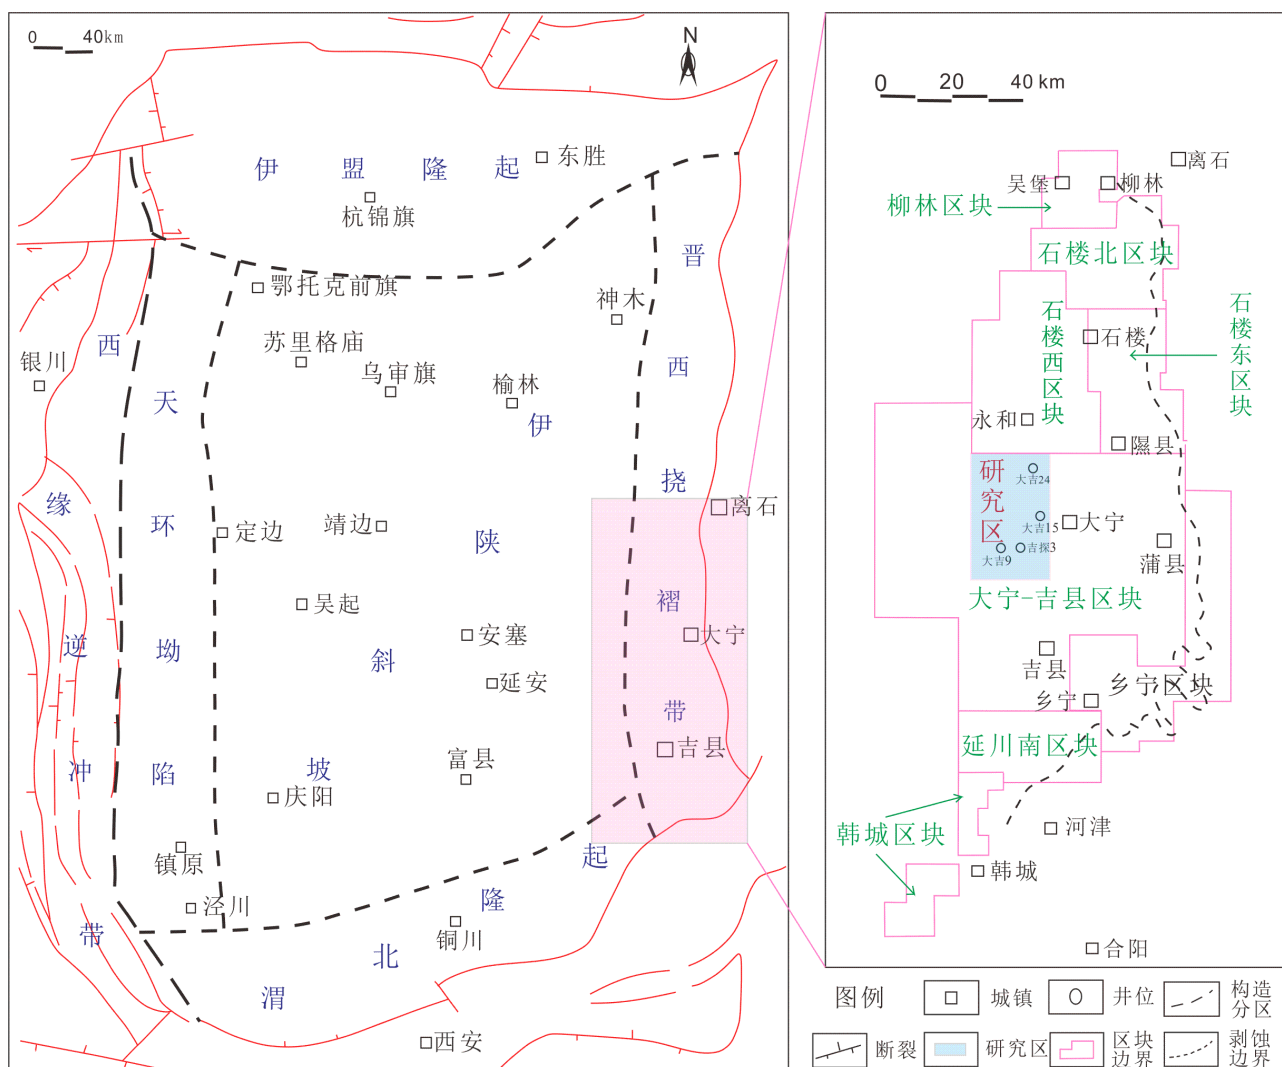 0 40km
N
伊盟隆起
东胜
杭锦旗
鄂托克前旗
神木
苏里格庙
乌审旗
榆林
银川
定边
靖边
吴起
安塞
延安
富县
庆阳
镇原
泾川
铜川
西安
离石
大宁
吉县
西缘逆冲带
天环坳陷
伊陕斜坡
晋西挠褶带
渭北隆起
0 20 40 km
离石
吴堡
柳林
柳林区块
石楼北区块
石楼西区块
石楼
石楼东区块
永和
隰县
研究区
大吉24
大吉15
大吉9
吉探3
大宁
蒲县
大宁-吉县区块
吉县
乡宁
乡宁区块
延川南区块
韩城区块
河津
韩城
合阳
图例
城镇
井位
构造
分区
断裂
研究区
区块
边界
剥蚀
边界